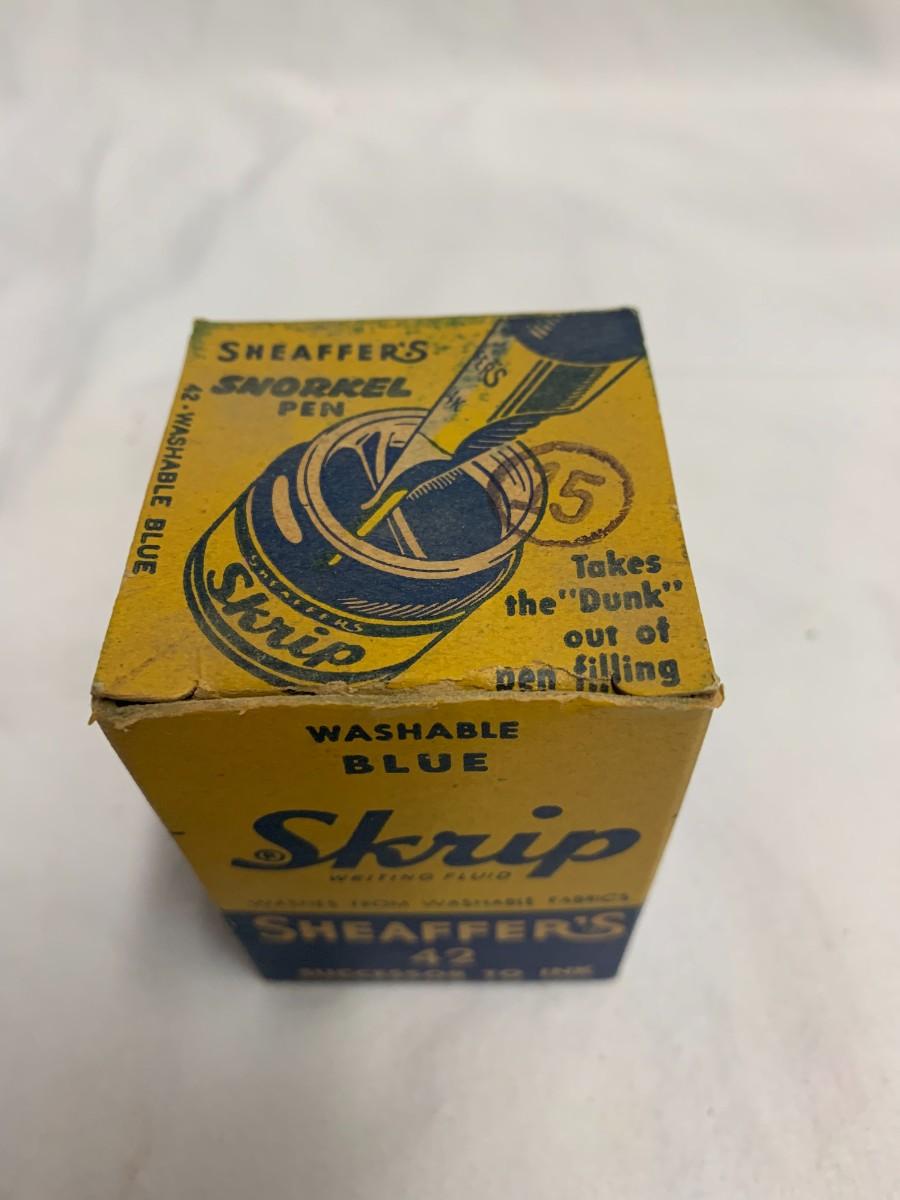 SHEAFFER'S
SNORKEL
PEN
42 · WASHABLE BLUE
15
Takes
the "Dunk"
out of
pen filling
SHEAFFER'S
Skrip
WASHABLE
BLUE
Skrip
®
WRITING FLUID
WASHES FROM WASHABLE FABRICS
SHEAFFER'S
42
SUCCESSOR TO INK